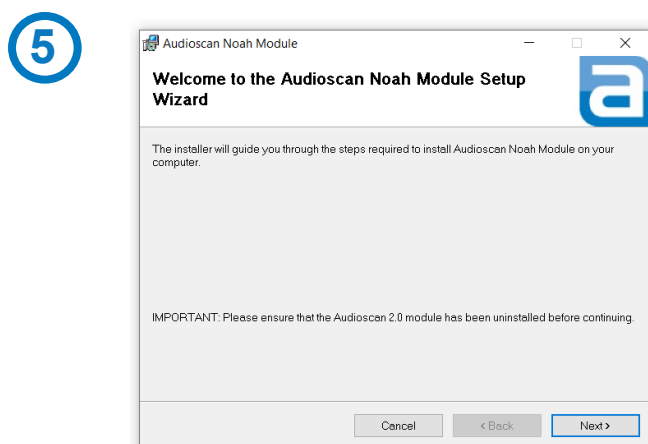 5
Audioscan Noah Module
Welcome to the Audioscan Noah Module Setup
Wizard
a
The installer will guide you through the steps required to install Audioscan Noah Module on your
computer.
IMPORTANT: Please ensure that the Audioscan 2.0 module has been uninstalled before continuing.
Cancel
< Back
Next >